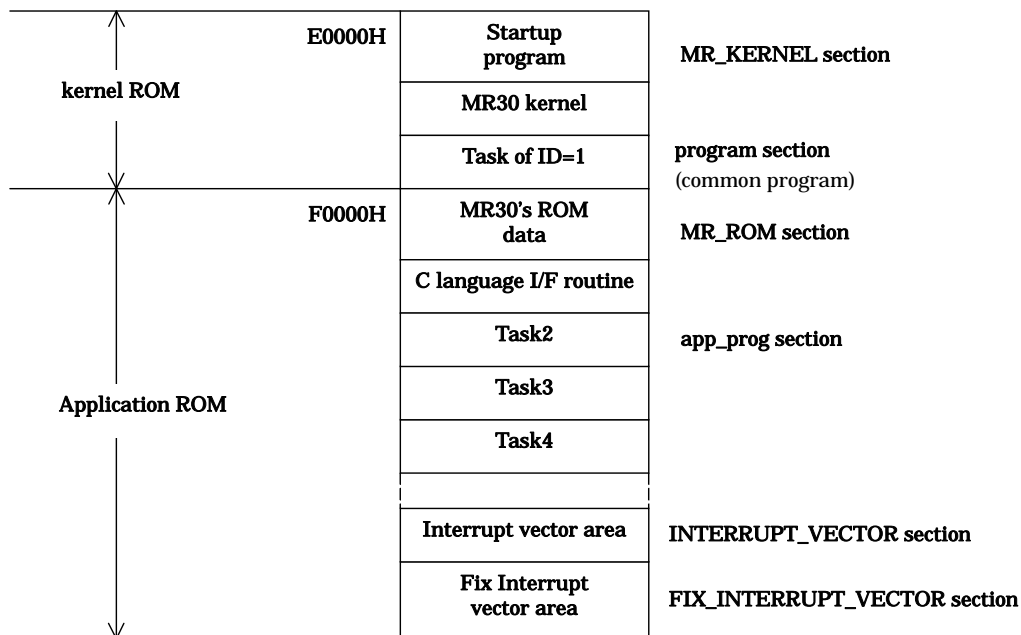 E0000H
Startup
program
MR_KERNEL section
kernel ROM
MR30 kernel
Task of ID=1
program section
(common program)
F0000H
MR30's ROM
data
MR_ROM section
C language I/F routine
Task2
app_prog section
Task3
Application ROM
Task4
Interrupt vector area
INTERRUPT_VECTOR section
Fix Interrupt
vector area
FIX_INTERRUPT_VECTOR section